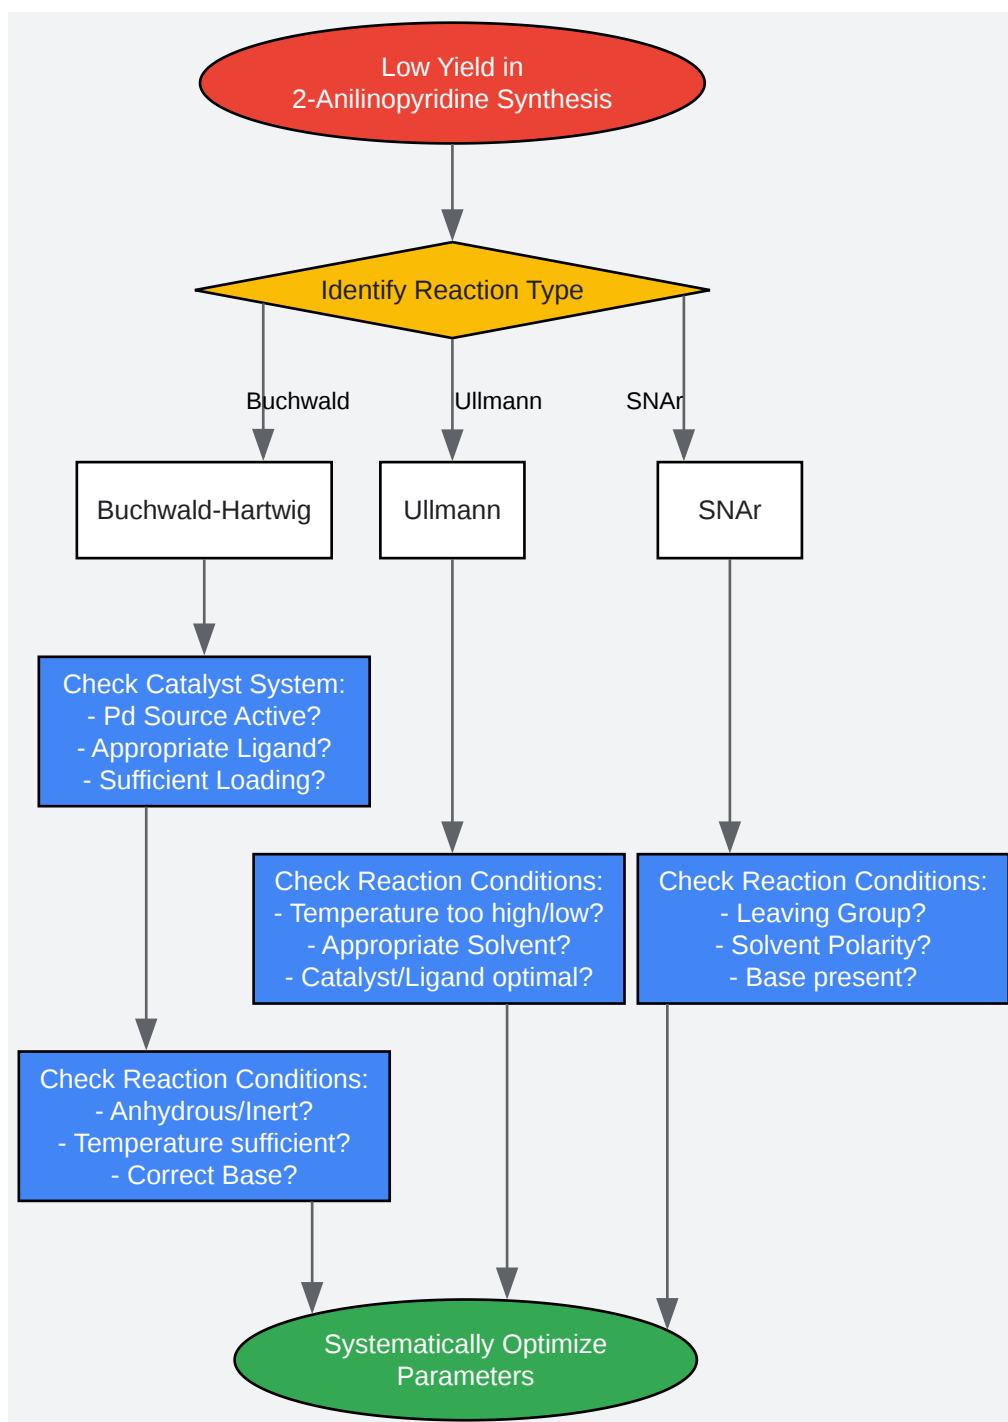 Low Yield in
2-Anilinopyridine Synthesis
Identify Reaction Type
Buchwald
Ullmann
SNAr
Buchwald-Hartwig
Ullmann
SNAr
Check Catalyst System:
- Pd Source Active?
- Appropriate Ligand?
- Sufficient Loading?
Check Reaction Conditions:
- Temperature too high/low?
- Appropriate Solvent?
- Catalyst/Ligand optimal?
Check Reaction Conditions:
- Leaving Group?
- Solvent Polarity?
- Base present?
Check Reaction Conditions:
- Anhydrous/Inert?
- Temperature sufficient?
- Correct Base?
Systematically Optimize
Parameters